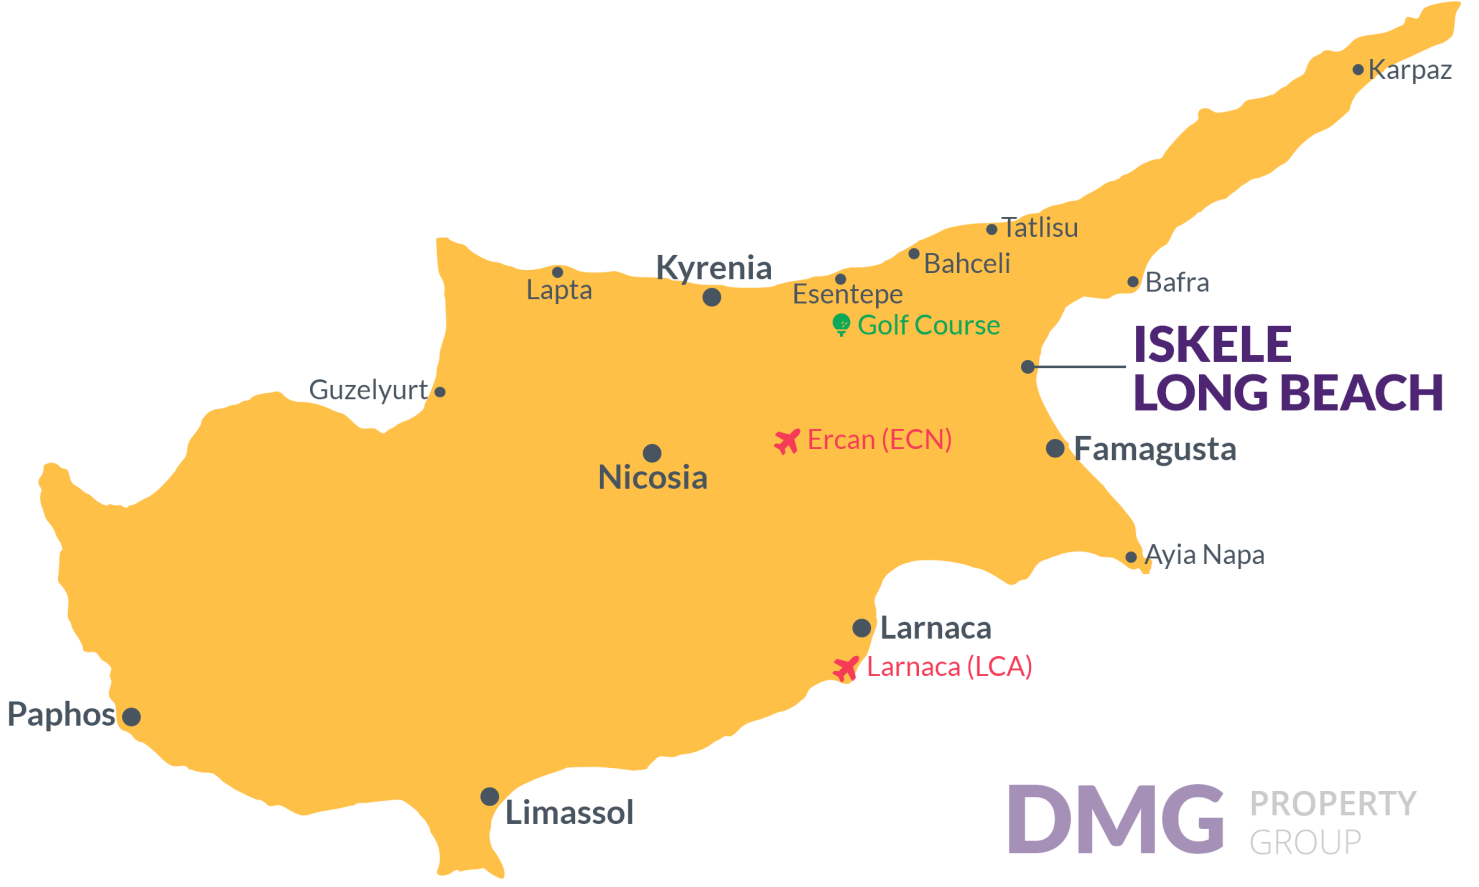 Karpaz
Tatlisu
Bahceli
Kyrenia
Lapta
Esentepe
Bafra
Golf Course
ISKELE
LONG BEACH
Guzelyurt
Ercan (ECN)
Famagusta
Nicosia
Ayia Napa
Larnaca
Larnaca (LCA)
Paphos
Limassol
DMG PROPERTY
GROUP